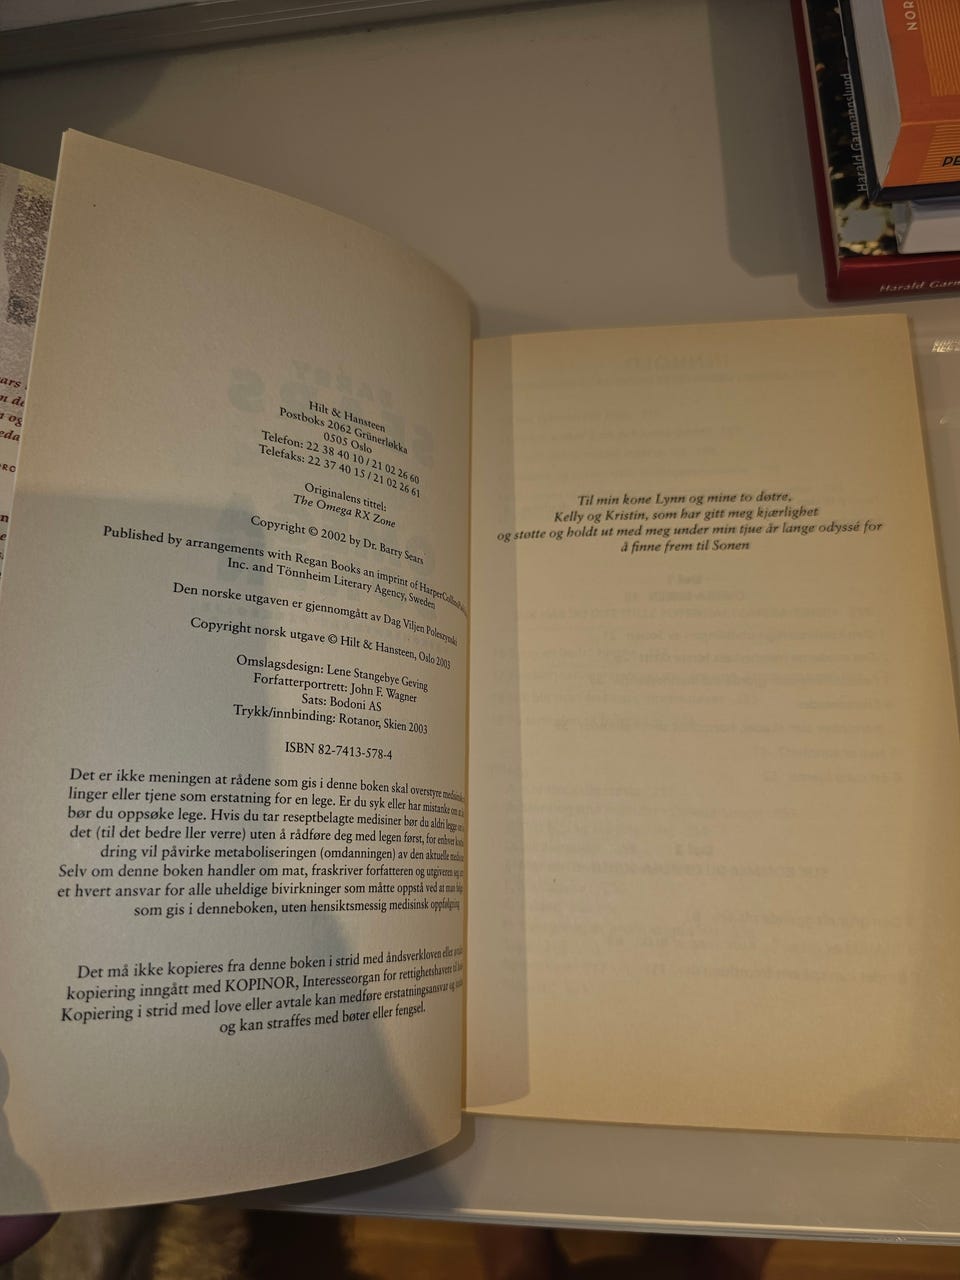 Hilt & Hansteen
Postboks 2062 Grünerløkka
0505 Oslo
Telefon: 22 38 40 10 / 21 02 26 60
Telefaks: 22 37 40 15 / 21 02 26 61
Originalens tittel:
The Omega RX Zone
Copyright © 2002 by Dr. Barry Sears
Published by arrangements with Regan Books an imprint of
Inc. and Tönnheim Literary Agency, Sweden
Den norske utgaven er gjennomgått av Dag Viljen Poleszynski
Copyright norsk utgave © Hilt & Hansteen, Oslo 2003
Omslagsdesign: Lene Stangebye Geving
Forfatterportrett: John F. Wagner
Sats: Bodoni AS
Trykk/innbinding: Rotanor, Skien 2003
ISBN 82-7413-578-4
Det er ikke meningen at rådene som gis i denne boken skal overstyre
linger eller tjene som erstatning for en lege. Er du syk eller har mistanke om
bør du oppsøke lege. Hvis du tar reseptbelagte medisiner bør du aldri legge
det (til det bedre ller verre) uten å rådføre deg med legen først, for enhver
dring vil påvirke metaboliseringen (omdanningen) av den aktuelle
Selv om denne boken handler om mat, fraskriver forfatteren og utgiveren seg
et hvert ansvar for alle uheldige bivirkninger som måtte oppstå ved at man
som gis i denneboken, uten hensiktsmessig medisinsk oppfølgning
Det må ikke kopieres fra denne boken i strid med åndsverkloven eller
kopiering inngått med KOPINOR, Interesseorgan for rettighetshavere til
Kopiering i strid med love eller avtale kan medføre erstatningsansvar og
og kan straffes med bøter eller fengsel.
Til min kone Lynn og mine to døtre,
Kelly og Kristin, som har gitt meg kjærlighet
og støtte og holdt ut med meg under min tjue år lange odyssé for
å finne frem til Sonen
Harald Garmannslund
NOR
PE
Harald Garm